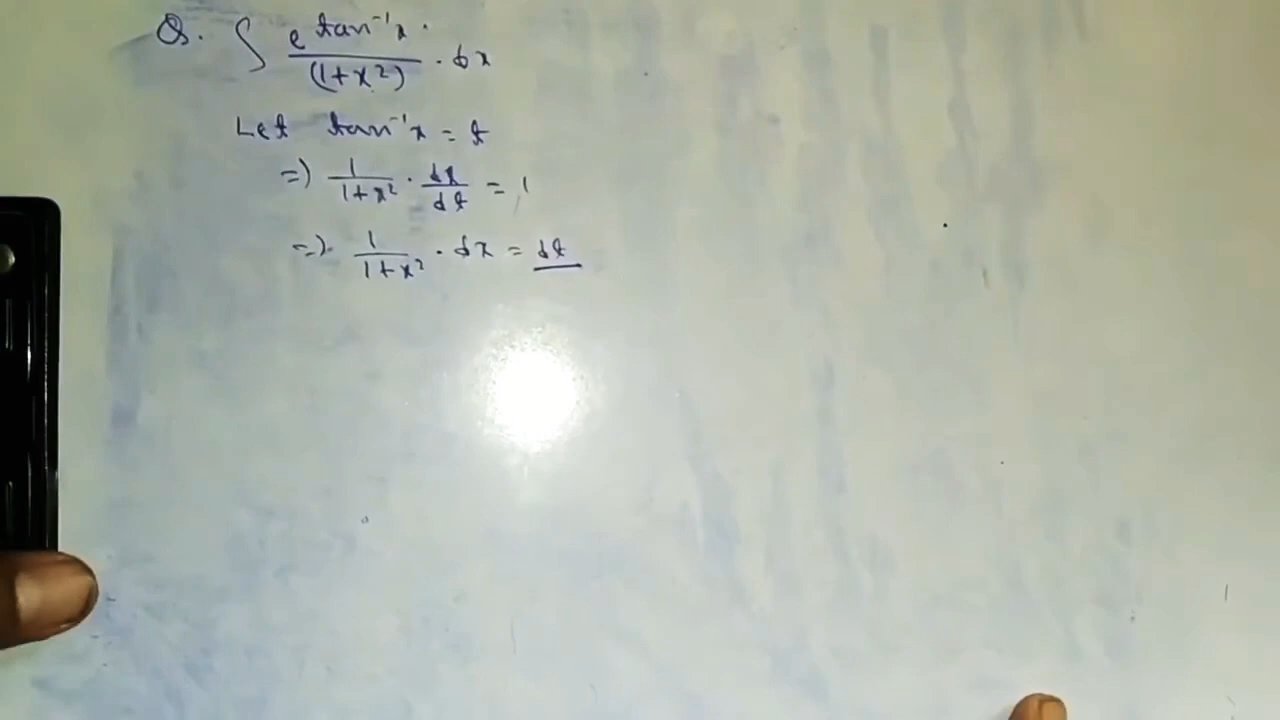 Q. ∫ e^tan⁻¹x / (1+x²) · dx
Let tan⁻¹x = t
=) 1/(1+x²) · dx/dt = 1
=) 1/(1+x²) · dx = dt